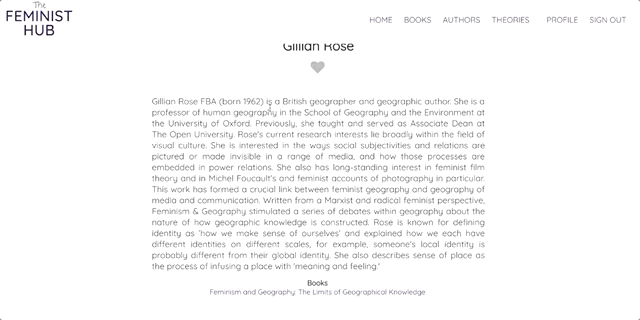 The
FEMINIST
HUB
HOME BOOKS AUTHORS THEORIES PROFILE SIGN OUT
Gillian Rose
Gillian Rose FBA (born 1962) is a British geographer and geographic author. She is a
professor of human geography in the School of Geography and the Environment at
the University of Oxford. Previously, she taught and served as Associate Dean at
The Open University. Rose's current research interests lie broadly within the field of
visual culture. She is interested in the ways social subjectivities and relations are
pictured or made invisible in a range of media, and how those processes are
embedded in power relations. She also has long-standing interest in feminist film
theory and in Michel Foucault's and feminist accounts of photography in particular.
This work has formed a crucial link between feminist geography and geography of
media and communication. Written from a Marxist and radical feminist perspective,
Feminism & Geography stimulated a series of debates within geography about the
nature of how geographic knowledge is constructed. Rose is known for defining
identity as 'how we make sense of ourselves' and explained how we each have
different identities on different scales, for example, someone's local identity is
probably different from their global identity. She also describes sense of place as
the process of infusing a place with 'meaning and feeling.'
Books
Feminism and Geography: The Limits of Geographical Knowledge